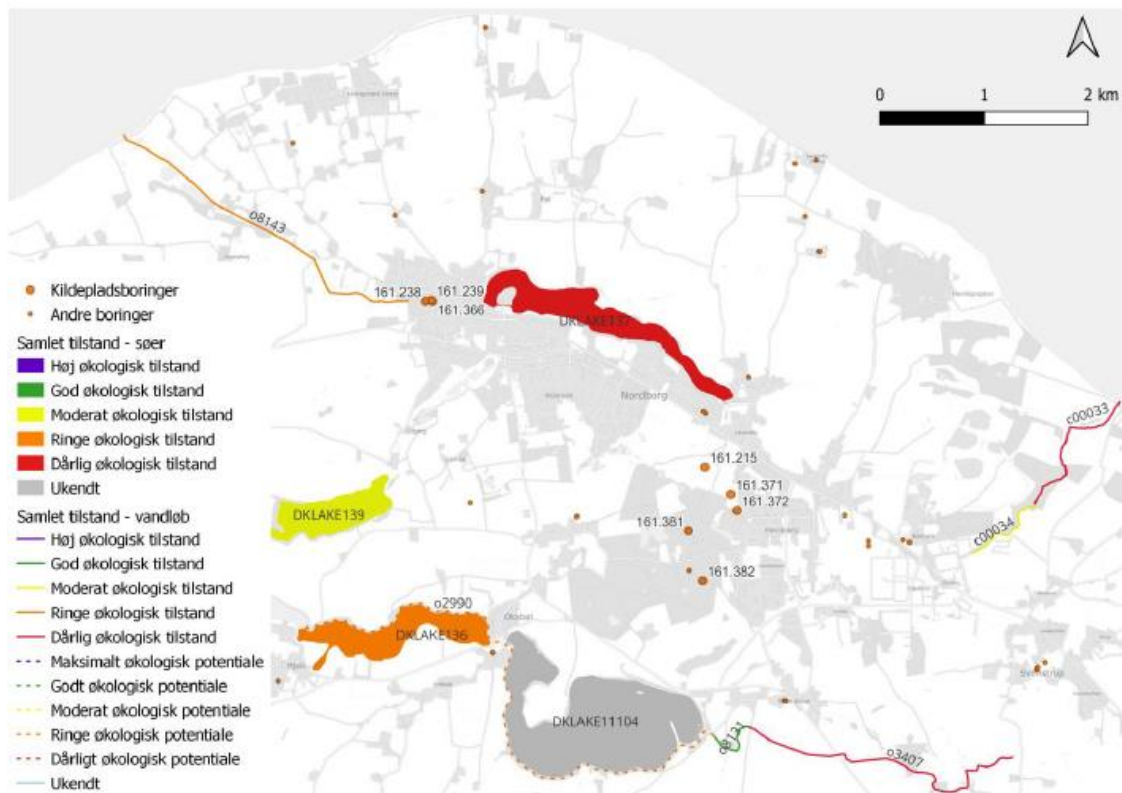 0 1 2 km
o8143
161.238
161.239
161.366
DKLAKE137
Nordborg
c00033
161.215
161.371
161.372
161.381
DKLAKE139
c00034
161.382
o2990
Oksbøl
DKLAKE136
Svenstrup
DKLAKE11104
o8131
o3407
Kildepladsboringer
Andre boringer
Samlet tilstand - søer
Høj økologisk tilstand
God økologisk tilstand
Moderat økologisk tilstand
Ringe økologisk tilstand
Dårlig økologisk tilstand
Ukendt
Samlet tilstand - vandløb
Høj økologisk tilstand
God økologisk tilstand
Moderat økologisk tilstand
Ringe økologisk tilstand
Dårlig økologisk tilstand
Maksimalt økologisk potentiale
Godt økologisk potentiale
Moderat økologisk potentiale
Ringe økologisk potentiale
Dårligt økologisk potentiale
Ukendt